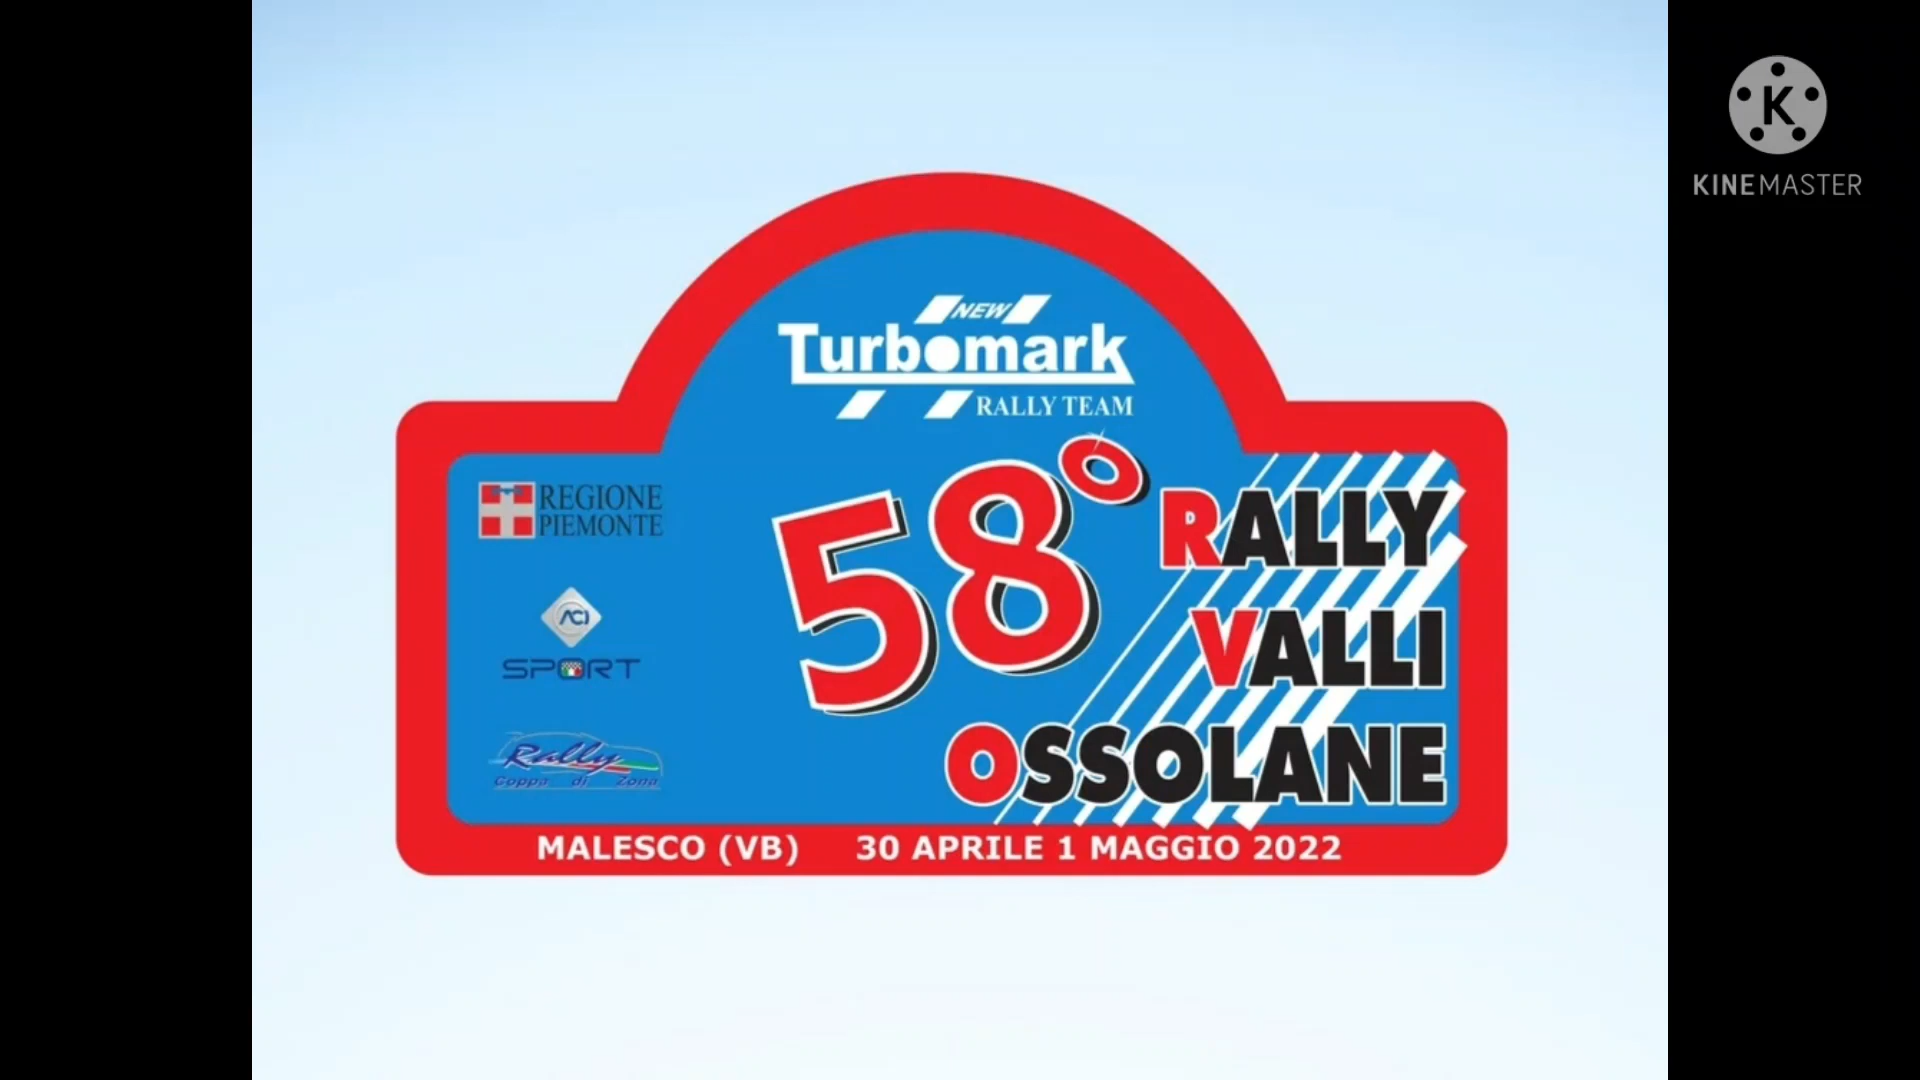 K
KINEMASTER
NEW
Turbomark
RALLY TEAM
REGIONE
PIEMONTE
ACI
SPORT
Rally
Coppa di Zona
58°
RALLY
VALLI
OSSOLANE
MALESCO (VB) 30 APRILE 1 MAGGIO 2022